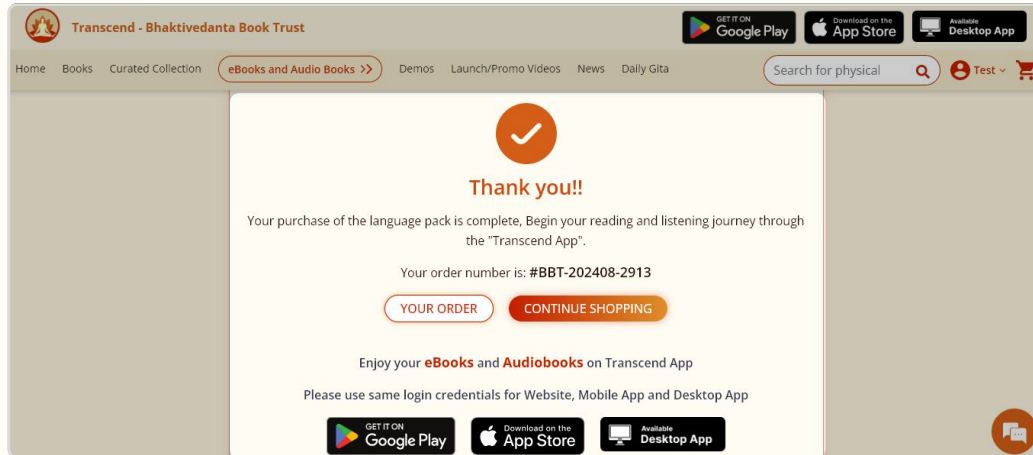 Transcend - Bhaktivedanta Book Trust
GET IT ON
Google Play
Download on the
App Store
Available
Desktop App
Home Books Curated Collection eBooks and Audio Books >> Demos Launch/Promo Videos News Daily Gita Search for physical Test
Thank you!!
Your purchase of the language pack is complete, Begin your reading and listening journey through
the "Transcend App".
Your order number is: #BBT-202408-2913
YOUR ORDER CONTINUE SHOPPING
Enjoy your eBooks and Audiobooks on Transcend App
Please use same login credentials for Website, Mobile App and Desktop App
GET IT ON
Google Play
Download on the
App Store
Available
Desktop App